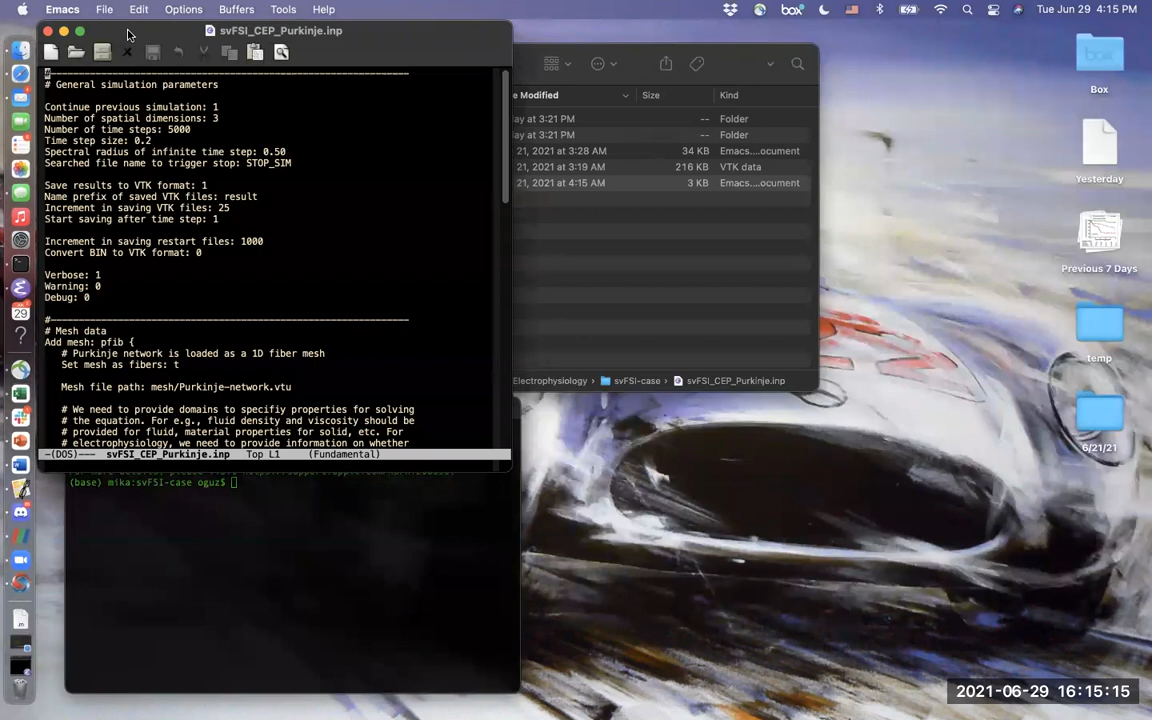 Emacs File Edit Options Buffers Tools Help
box Tue Jun 29 4:15 PM
svFSI_CEP_Purkinje.inp
#
# General simulation parameters
Continue previous simulation: 1
Number of spatial dimensions: 3
Number of time steps: 5000
Time step size: 0.2
Spectral radius of infinite time step: 0.50
Searched file name to trigger stop: STOP_SIM
Save results to VTK format: 1
Name prefix of saved VTK files: result
Increment in saving VTK files: 25
Start saving after time step: 1
Increment in saving restart files: 1000
Convert BIN to VTK format: 0
Verbose: 1
Warning: 0
Debug: 0
#----------------------------------------------------------------
# Mesh data
Add mesh: pfib {
# Purkinje network is loaded as a 1D fiber mesh
Set mesh as fibers: t
Mesh file path: mesh/Purkinje-network.vtu
# We need to provide domains to specifiy properties for solving
# the equation. For e.g., fluid density and viscosity should be
# provided for fluid, material properties for solid, etc. For
# electrophysiology, we need to provide information on whether
-(DOS)--- svFSI_CEP_Purkinje.inp Top L1 (Fundamental)
(base) mika:svFSI-case oguz$
e Modified Size Kind
ay at 3:21 PM -- Folder
ay at 3:21 PM -- Folder
21, 2021 at 3:28 AM 34 KB Emacs....ocument
21, 2021 at 3:19 AM 216 KB VTK data
21, 2021 at 4:15 AM 3 KB Emacs....ocument
Electrophysiology › svFSI-case › svFSI_CEP_Purkinje.inp
box
Box
Yesterday
Previous 7 Days
temp
6/21/21
29
2021-06-29 16:15:15